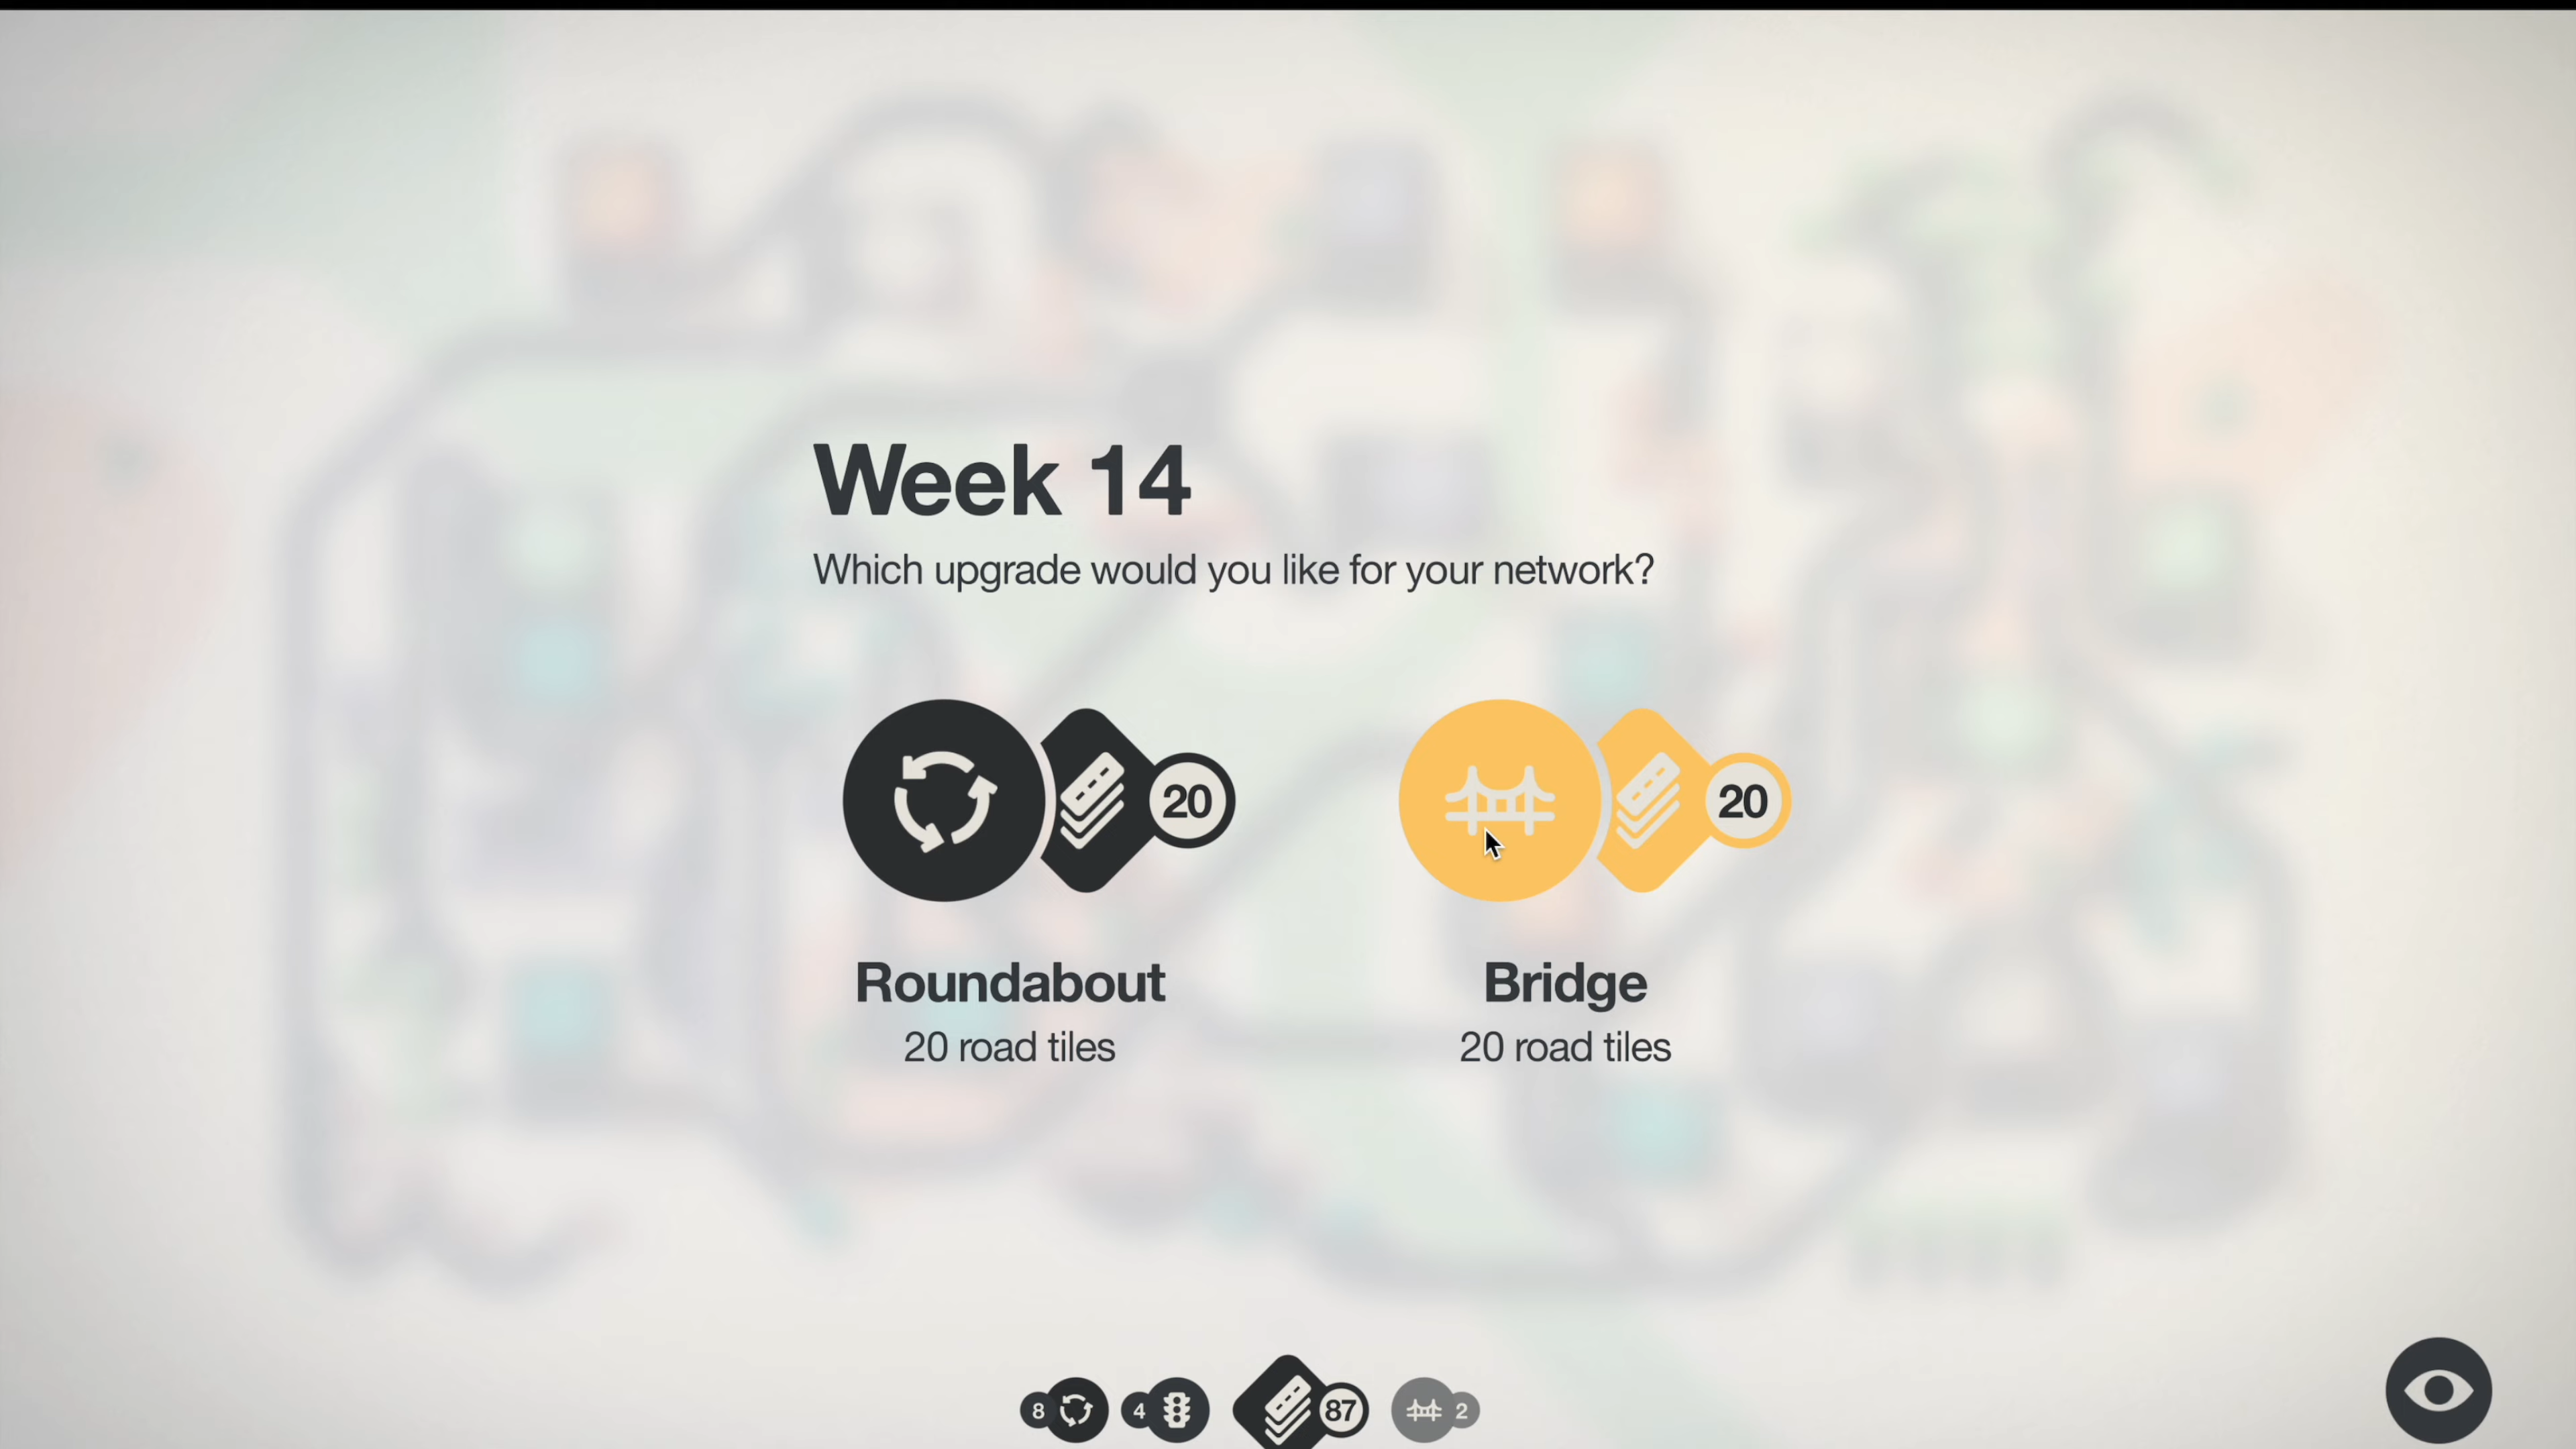 Week 14
Which upgrade would you like for your network?
20
20
Roundabout
20 road tiles
Bridge
20 road tiles
8
4
87
2